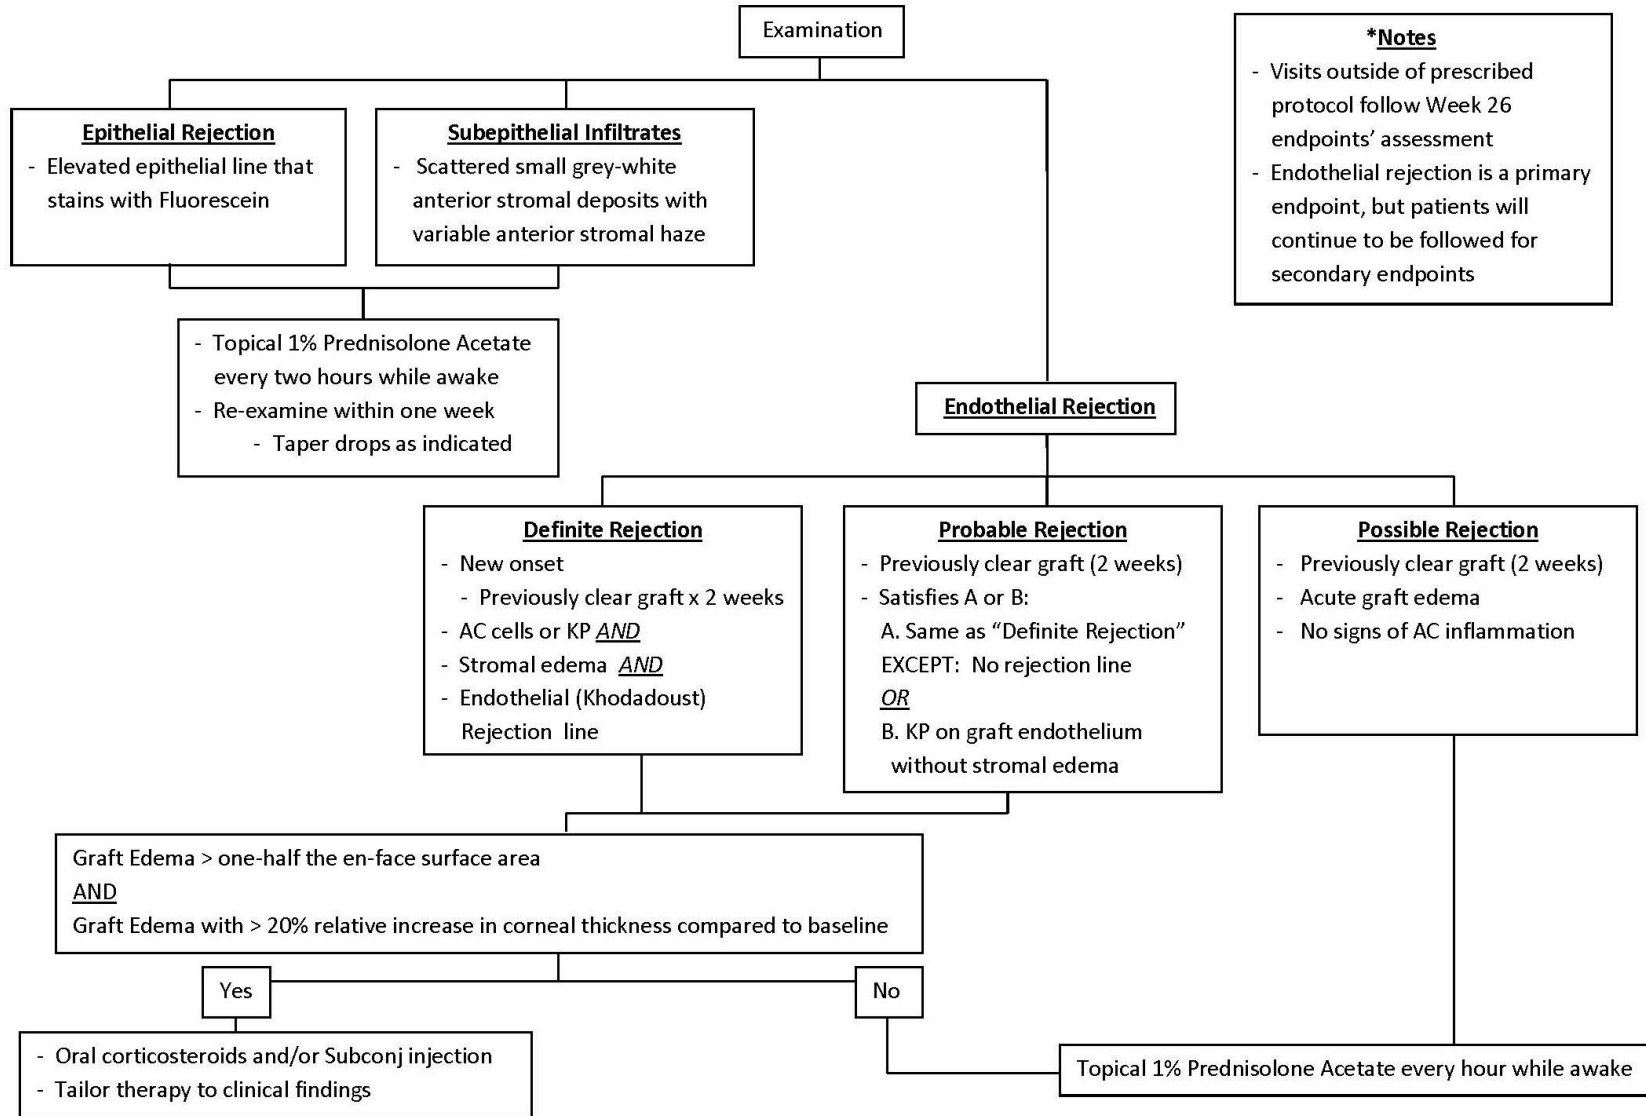 Examination
*Notes
- Visits outside of prescribed
protocol follow Week 26
endpoints’ assessment
- Endothelial rejection is a primary
endpoint, but patients will
continue to be followed for
secondary endpoints
Epithelial Rejection
- Elevated epithelial line that
stains with Fluorescein
Subepithelial Infiltrates
- Scattered small grey-white
anterior stromal deposits with
variable anterior stromal haze
- Topical 1% Prednisolone Acetate
every two hours while awake
- Re-examine within one week
- Taper drops as indicated
Endothelial Rejection
Definite Rejection
- New onset
- Previously clear graft x 2 weeks
- AC cells or KP AND
- Stromal edema AND
- Endothelial (Khodadoust)
Rejection line
Probable Rejection
- Previously clear graft (2 weeks)
- Satisfies A or B:
A. Same as “Definite Rejection”
EXCEPT: No rejection line
OR
B. KP on graft endothelium
without stromal edema
Possible Rejection
- Previously clear graft (2 weeks)
- Acute graft edema
- No signs of AC inflammation
Graft Edema > one-half the en-face surface area
AND
Graft Edema with > 20% relative increase in corneal thickness compared to baseline
Yes
No
- Oral corticosteroids and/or Subconj injection
- Tailor therapy to clinical findings
Topical 1% Prednisolone Acetate every hour while awake